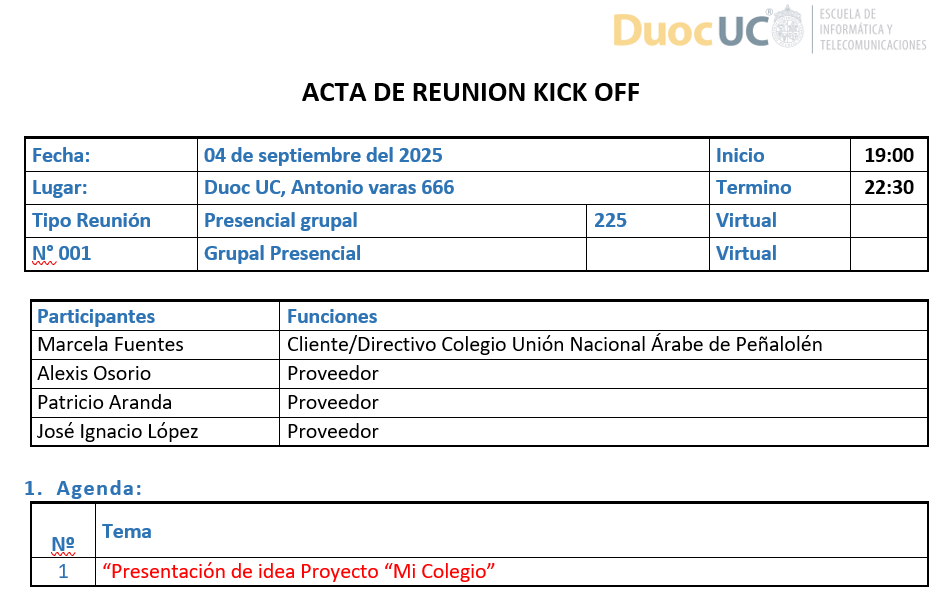 Duoc UC® ESCUELA DE
INFORMÁTICA Y
TELECOMUNICACIONES
ACTA DE REUNION KICK OFF
Fecha: 04 de septiembre del 2025 Inicio 19:00
Lugar: Duoc UC, Antonio varas 666 Termino 22:30
Tipo Reunión Presencial grupal 225 Virtual
N° 001 Grupal Presencial Virtual
Participantes Funciones
Marcela Fuentes Cliente/Directivo Colegio Unión Nacional Árabe de Peñalolén
Alexis Osorio Proveedor
Patricio Aranda Proveedor
José Ignacio López Proveedor
1. Agenda:
Nº Tema
1 “Presentación de idea Proyecto “Mi Colegio”